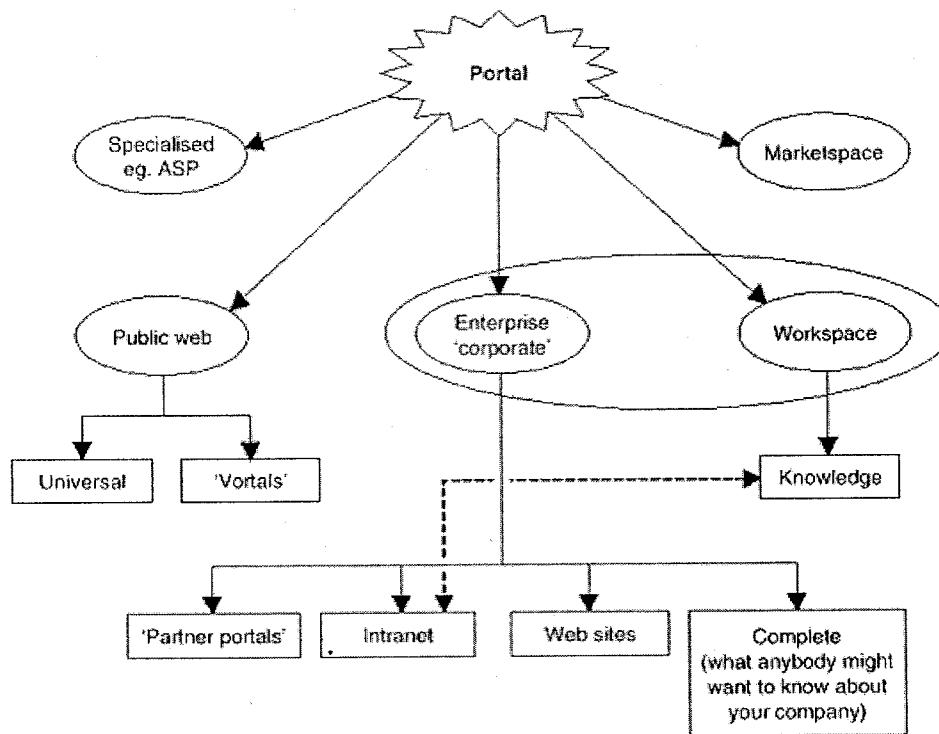 Portal
Specialised
eg. ASP
Marketspace
Public web
Enterprise
'corporate'
Workspace
Universal
'Vortals'
Knowledge
'Partner portals'
Intranet
Web sites
Complete
(what anybody might
want to know about
your company)